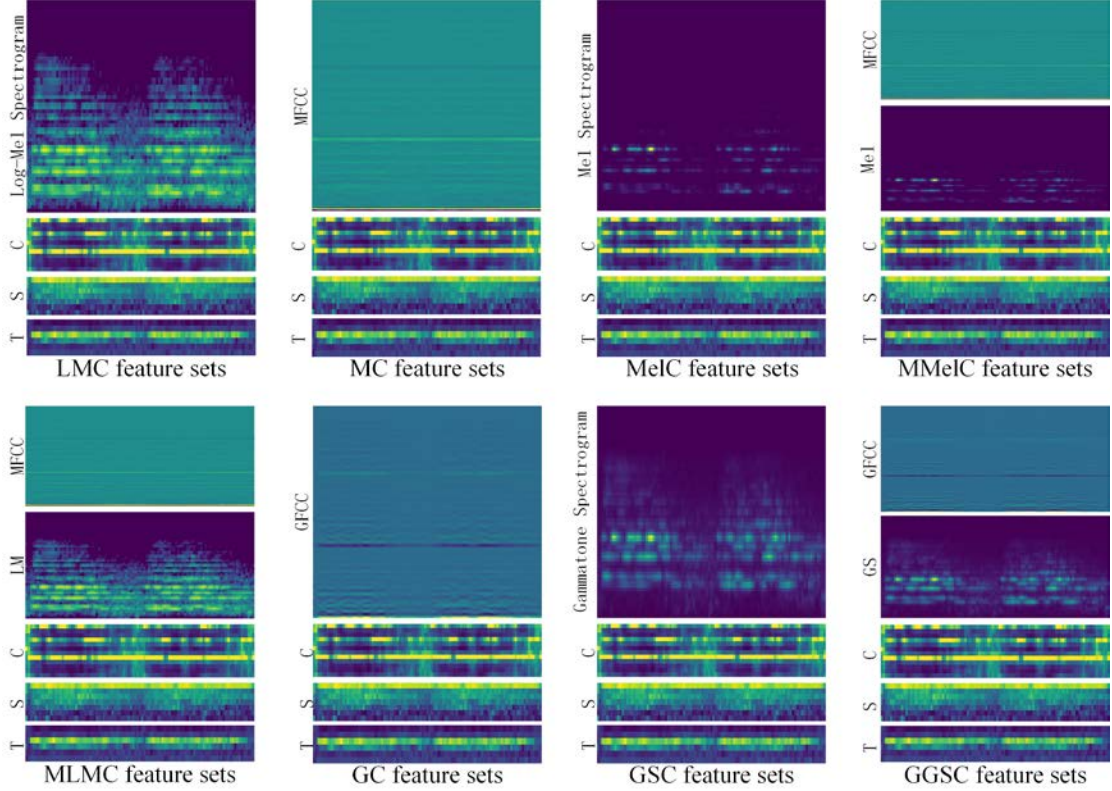 Log-Mel Spectrogram
C
S
T
LMC feature sets
MFCC
C
S
T
MC feature sets
Mel Spectrogram
C
S
T
MelC feature sets
MFCC
Mel
C
S
T
MMelC feature sets
MFCC
LM
C
S
T
MLMC feature sets
GFCC
C
S
T
GC feature sets
Gammatone Spectrogram
C
S
T
GSC feature sets
GFCC
GS
C
S
T
GGSC feature sets